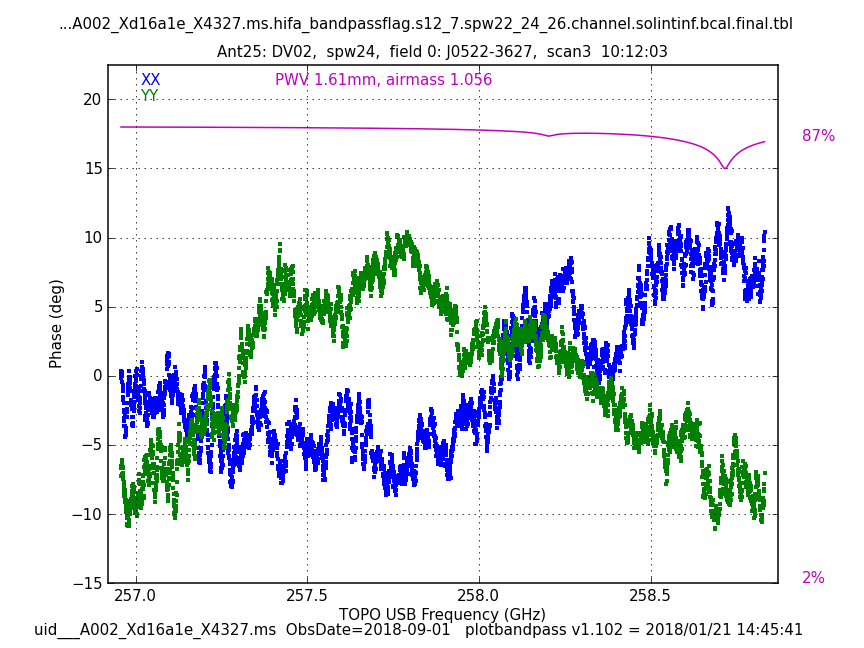 ...A002_Xd16a1e_X4327.ms.hifa_bandpassflag.s12_7.spw22_24_26.channel.solintinf.bcal.final.tbl
Ant25: DV02, spw24, field 0: J0522-3627, scan3 10:12:03
XX
PWV 1.61mm, airmass 1.056
YY
20
87%
15
10
5
0
−5
−10
−15
2%
Phase (deg)
257.0 257.5 258.0 258.5
TOPO USB Frequency (GHz)
uid___A002_Xd16a1e_X4327.ms ObsDate=2018-09-01 plotbandpass v1.102 = 2018/01/21 14:45:41